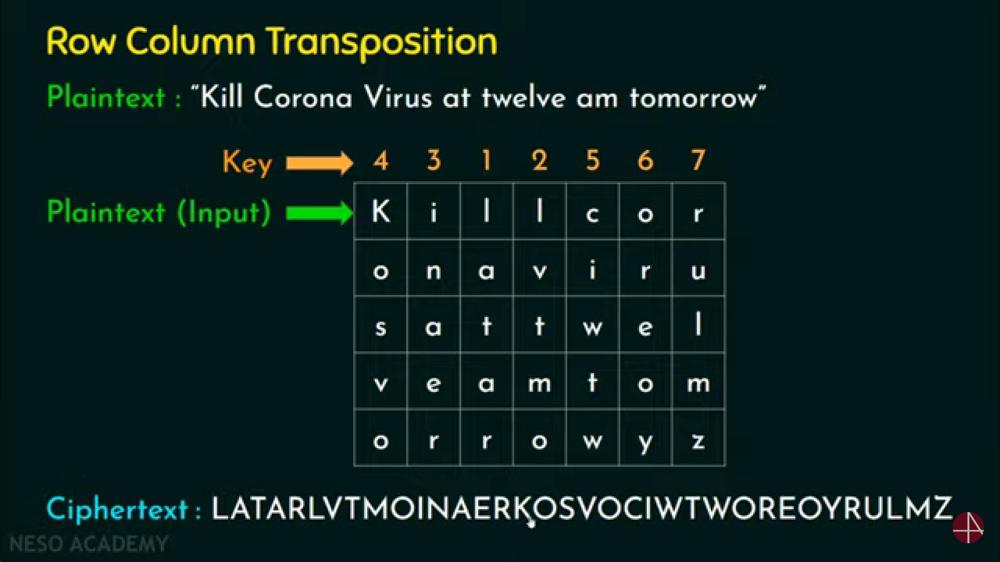 Row Column Transposition
Plaintext : “Kill Corona Virus at twelve am tomorrow”
Key 4 3 1 2 5 6 7
Plaintext (Input) K i l l c o r
o n a v i r u
s a t t w e l
v e a m t o m
o r r o w y z
Ciphertext : LATARLVTMOINAERKOSVOCIWTWOREOYRULMZ
NESO ACADEMY